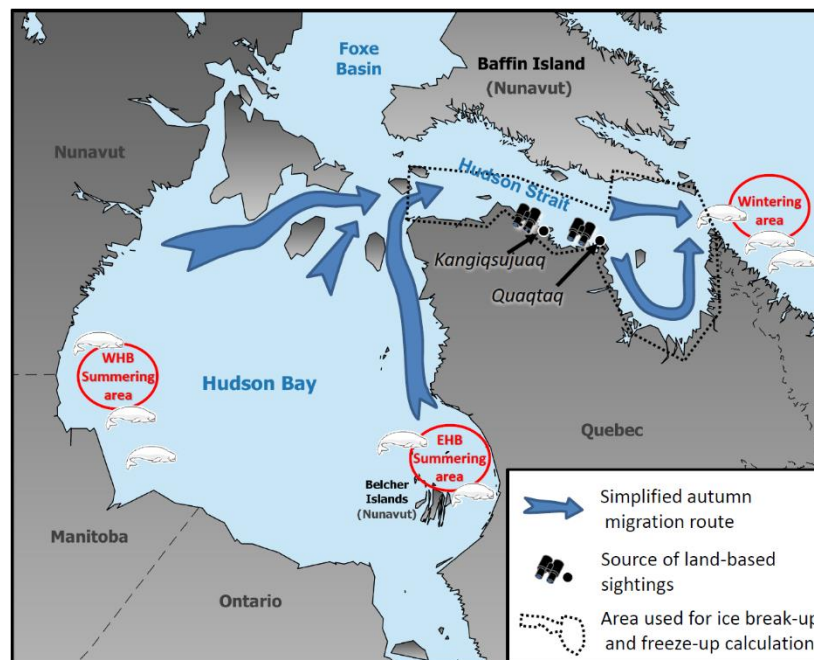 Foxe
Basin
Baffin Island
(Nunavut)
Nunavut
Hudson Strait
Wintering
area
Kangiqsujuaq
Quaqtaq
WHB
Summering
area
Hudson Bay
EHB
Summering
area
Quebec
Belcher
Islands
(Nunavut)
Manitoba
Ontario
Simplified autumn
migration route
Source of land-based
sightings
Area used for ice break-up
and freeze-up calculation